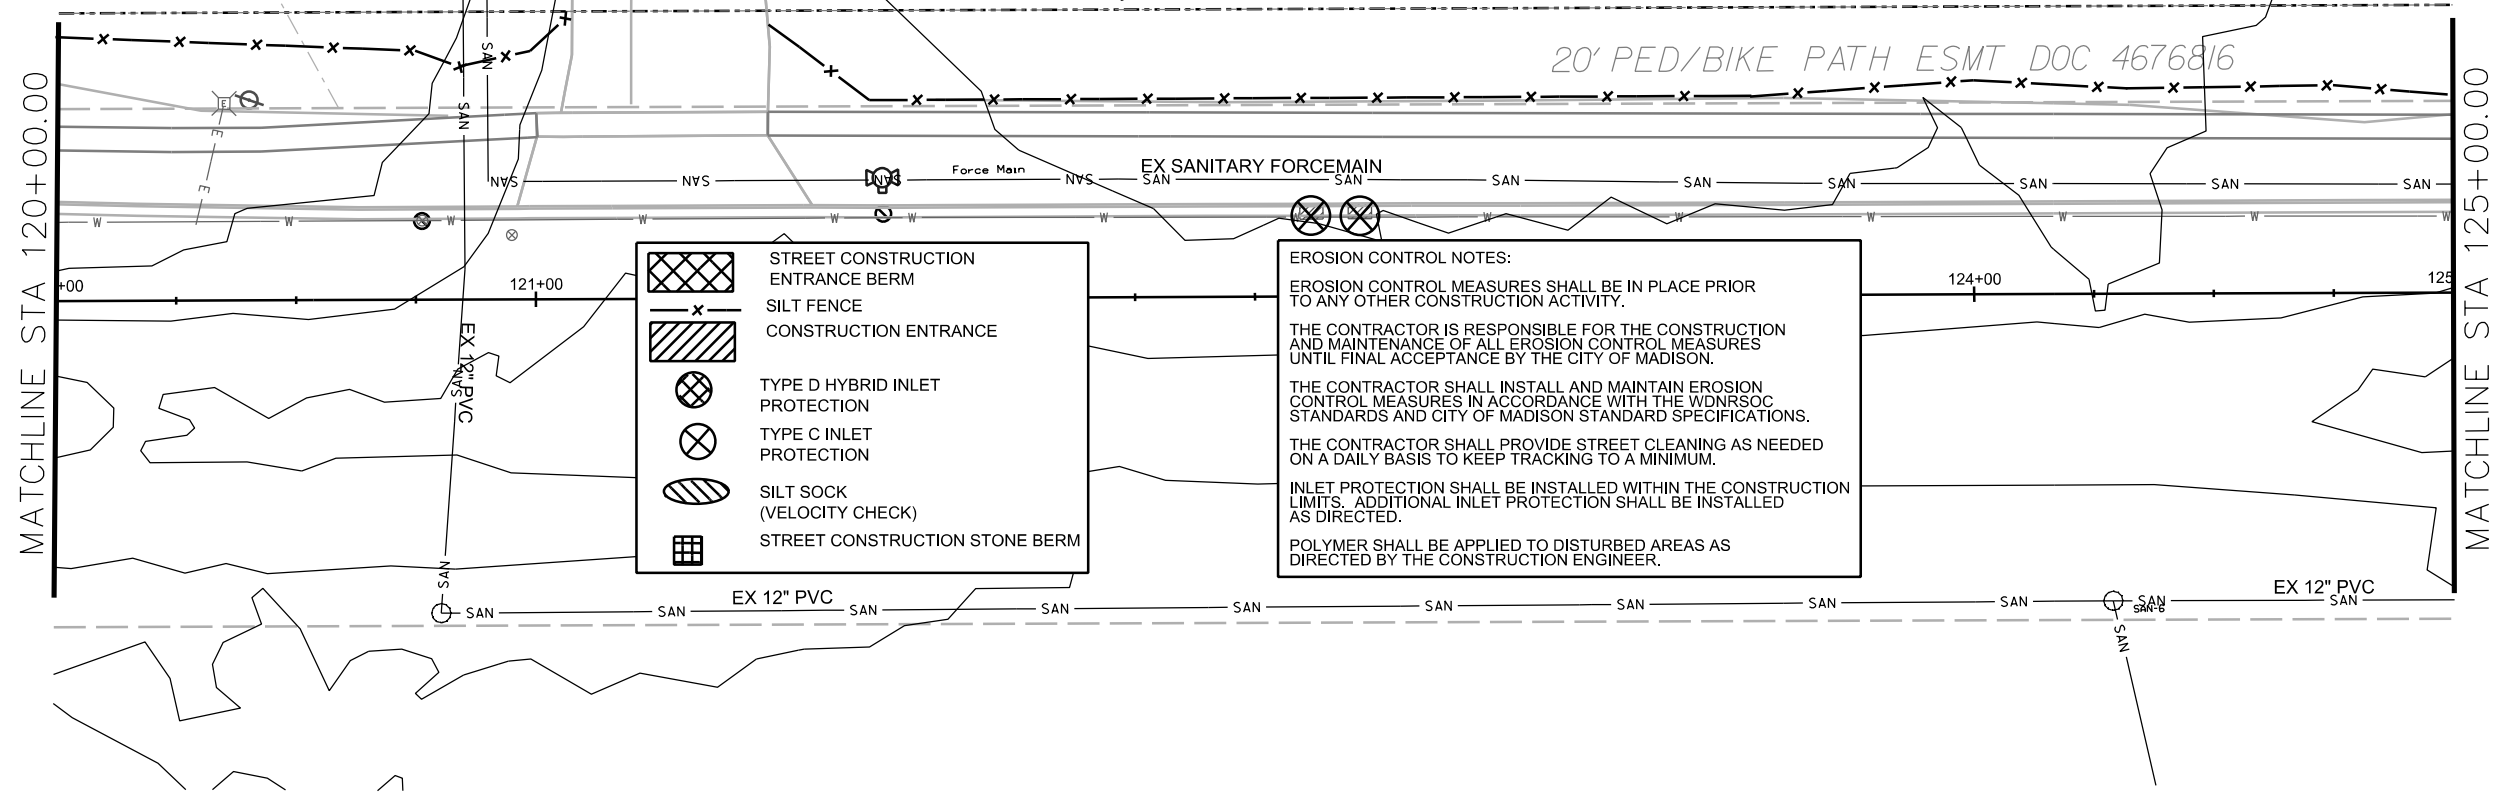 20' PED/BIKE PATH ESMT DOC 4676816
MATCHLINE STA 120+00.00
MATCHLINE STA 125+00.00
SAN
SAN
E
E
E
SAN SAN Force Main SAN EX SANITARY FORCEMAIN
SAN SAN SAN SAN SAN SAN SAN SAN SAN
W W W W W W W W W W W W W
+00
121+00
124+00
125
EX 12" PVC
SAN
SAN
STREET CONSTRUCTION
ENTRANCE BERM
SILT FENCE
CONSTRUCTION ENTRANCE
TYPE D HYBRID INLET
PROTECTION
TYPE C INLET
PROTECTION
SILT SOCK
(VELOCITY CHECK)
STREET CONSTRUCTION STONE BERM
EROSION CONTROL NOTES:
EROSION CONTROL MEASURES SHALL BE IN PLACE PRIOR
TO ANY OTHER CONSTRUCTION ACTIVITY.
THE CONTRACTOR IS RESPONSIBLE FOR THE CONSTRUCTION
AND MAINTENANCE OF ALL EROSION CONTROL MEASURES
UNTIL FINAL ACCEPTANCE BY THE CITY OF MADISON.
THE CONTRACTOR SHALL INSTALL AND MAINTAIN EROSION
CONTROL MEASURES IN ACCORDANCE WITH THE WDNRSOC
STANDARDS AND CITY OF MADISON STANDARD SPECIFICATIONS.
THE CONTRACTOR SHALL PROVIDE STREET CLEANING AS NEEDED
ON A DAILY BASIS TO KEEP TRACKING TO A MINIMUM.
INLET PROTECTION SHALL BE INSTALLED WITHIN THE CONSTRUCTION
LIMITS. ADDITIONAL INLET PROTECTION SHALL BE INSTALLED
AS DIRECTED.
POLYMER SHALL BE APPLIED TO DISTURBED AREAS AS
DIRECTED BY THE CONSTRUCTION ENGINEER.
EX 12" PVC
EX 12" PVC
SAN SAN SAN SAN SAN SAN SAN SAN SAN SAN SAN
SAN-6
SAN